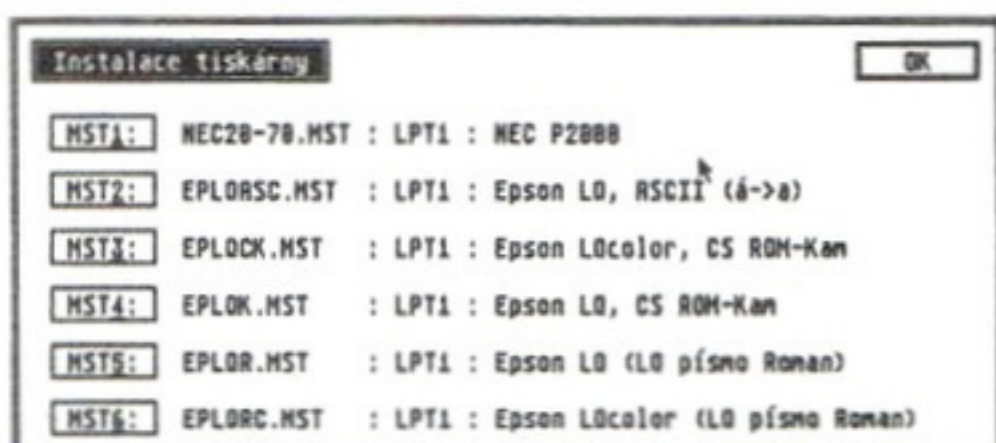 Instalace tiskárny OK
MST1: NEC20-70.MST : LPT1 : NEC P2000
MST2: EPLQASC.MST : LPT1 : Epson LQ, ASCII (á->a)
MST3: EPLQCK.MST : LPT1 : Epson LQcolor, CS ROM-Kam
MST4: EPLQK.MST : LPT1 : Epson LQ, CS ROM-Kam
MST5: EPLQR.MST : LPT1 : Epson LQ (LQ písmo Roman)
MST6: EPLQRC.MST : LPT1 : Epson LQcolor (LQ písmo Roman)